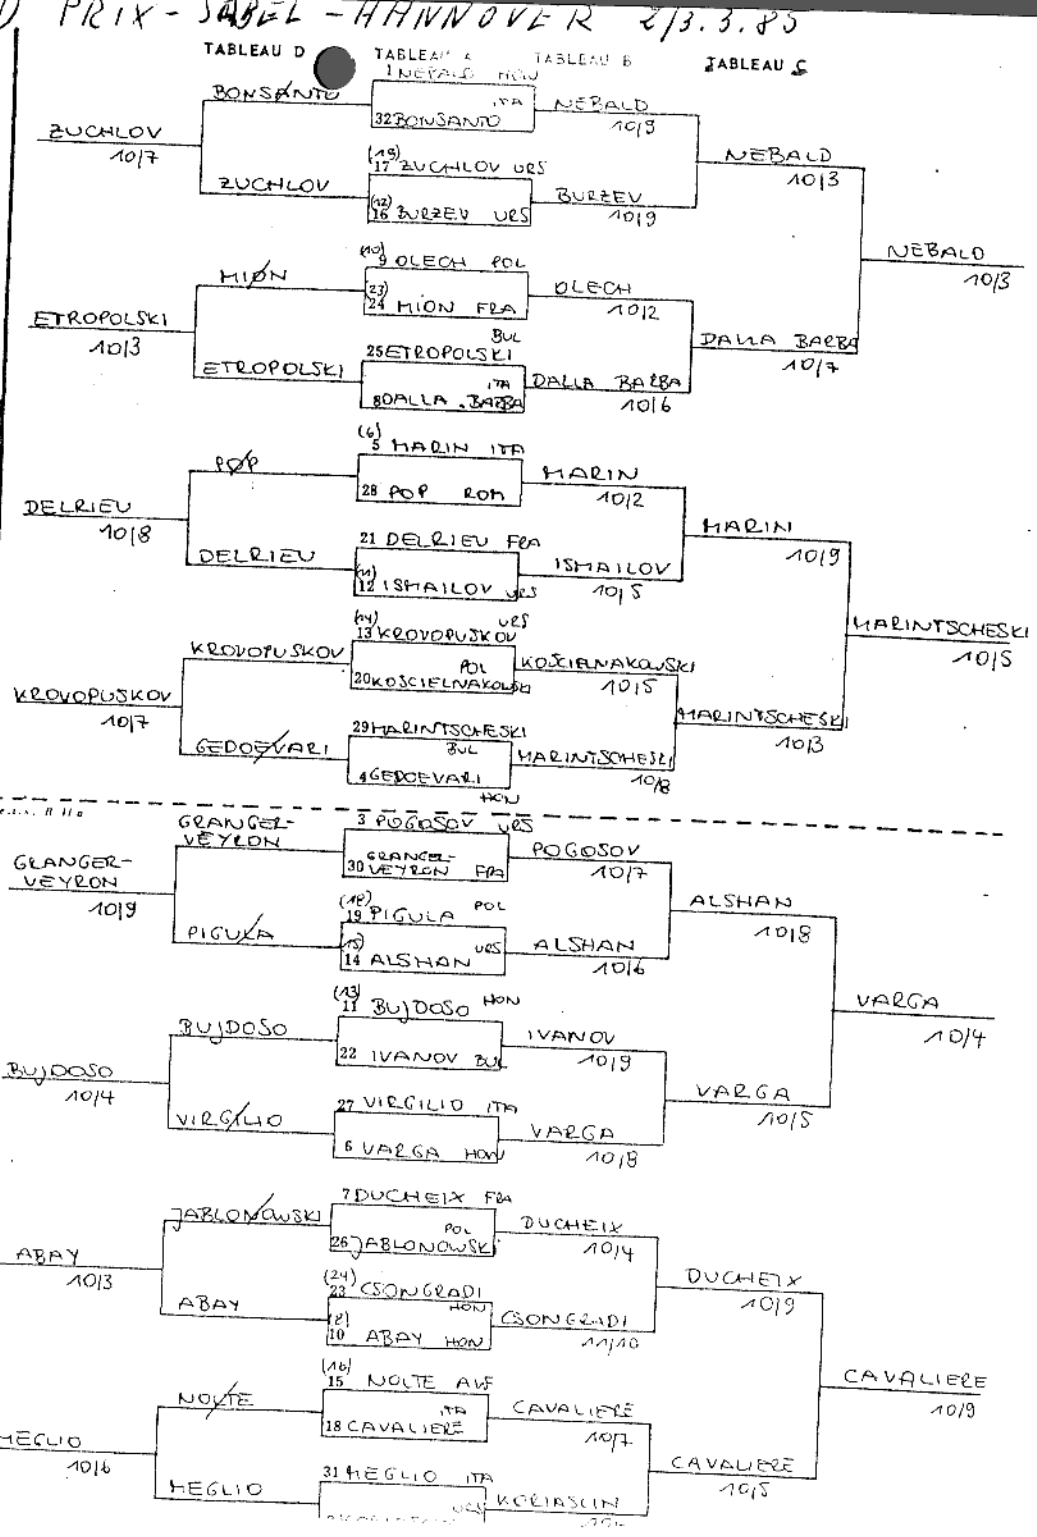 PRIX - SÄBEL - HANNOVER 2/3.3.85
TABLEAU D TABLEAU A TABLEAU B TABLEAU C
1 NEBALD HON
BONSANTO
ITA NEBALD
32 BONSANTO 10/9
ZUCHLOV
10/7
NEBALD
10/3
(19)
17 ZUCHLOV URS
ZUCHLOV
BURZEV
(12)
16 BURZEV URS 10/9
NEBALD
10/3
(10)
9 OLECH POL
MION
OLECH
(23)
24 MION FRA 10/2
ETROPOLSKI
10/3
BUL
DALLA BARBA
10/7
25 ETROPOLSKI
ETROPOLSKI
ITA DALLA BARBA
8 DALLA BARBA 10/6
(6)
5 MARIN ITA
POP
MARIN
28 POP ROM 10/2
DELRIEU
10/8
MARIN
10/9
21 DELRIEU FRA
DELRIEU
ISMAILOV
(11)
12 ISMAILOV URS 10/5
(14) URS
13 KROVOPUSKOV
MARINTSCHESKI
10/5
KROVOPUSKOV
POL KOŚCIELNAKOWSKI
20 KOSCIELNAKOWSKI 10/5
KROVOPUSKOV
10/7
MARINTSCHESKI
10/3
29 MARINTSCHESKI
GEDOEVARI
BUL MARINTSCHESKI
4 GEDOEVARI 10/8
HON
GRANGER-
VEYRON
3 POGOSOV URS
POGOSOV
10/7
GRANGER-
30 VEYRON FRA
GRANGER-
VEYRON
10/9
ALSHAN
10/8
(18) POL
19 PIGULA
PIGULA
URS ALSHAN
(15)
14 ALSHAN 10/6
(13) HON
11 BUJDOSO
VARGA
10/4
BUJDOSO
IVANOV
22 IVANOV BUL 10/9
BUJDOSO
10/4
VARGA
10/5
27 VIRGILIO ITA
VIRGILIO
VARGA
6 VARGA HON 10/8
7 DUCHEIX FRA
JABLONOWSKI
POL DUCHEIX
26 JABLONOWSKI 10/4
ABAY
10/3
DUCHEIX
10/9
(24)
23 CSONGRADI
ABAY
HON CSONGRADI
(8)
10 ABAY HON 11/10
(16)
15 NOLTE AUF
CAVALIERE
10/9
NOLTE
ITA CAVALIERE
18 CAVALIERE 10/7
MEGLIO
10/6
CAVALIERE
10/5
31 MEGLIO ITA
MEGLIO